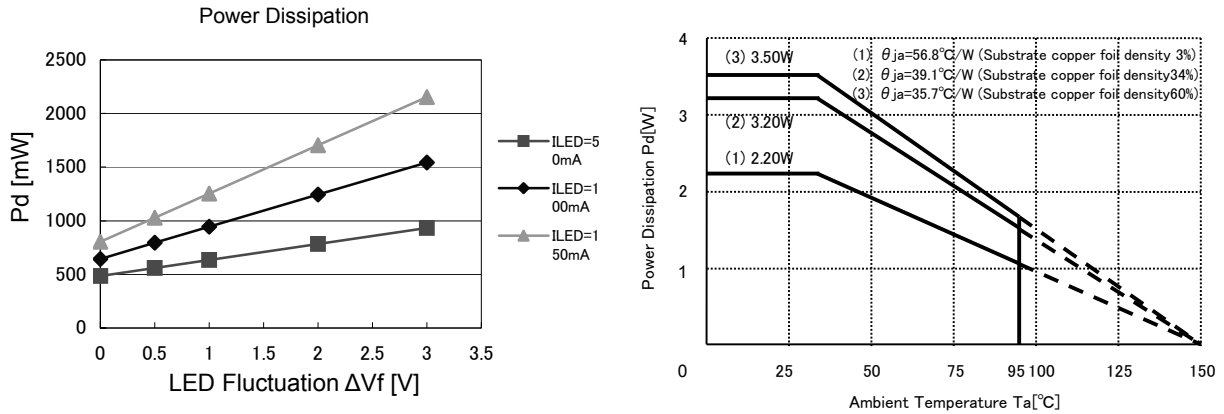 Power Dissipation
Pd [mW]
2500
2000
1500
1000
500
0
0 0.5 1 2 3 3.5
LED Fluctuation ΔVf [V]
ILED=5
0mA
ILED=1
00mA
ILED=1
50mA
Power Dissipation Pd[W]
4
3
2
1
(3) 3.50W
(2) 3.20W
(1) 2.20W
(1) θja=56.8℃/W (Substrate copper foil density 3%)
(2) θja=39.1℃/W (Substrate copper foil density34%)
(3) θja=35.7℃/W (Substrate copper foil density60%)
0 25 50 75 95 100 125 150
Ambient Temperature Ta[℃]